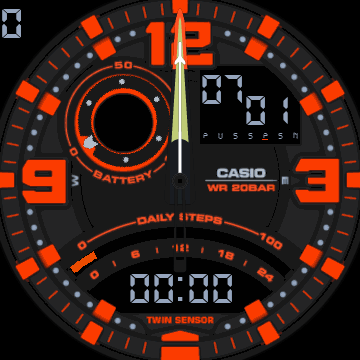 0
12
50
07
01
P U S S P S M
0
BATTERY
9
W
CASIO
WR 20BAR
E
3
DAILY STEPS
0
100
0 6 12 18 24
00:00
TWIN SENSOR